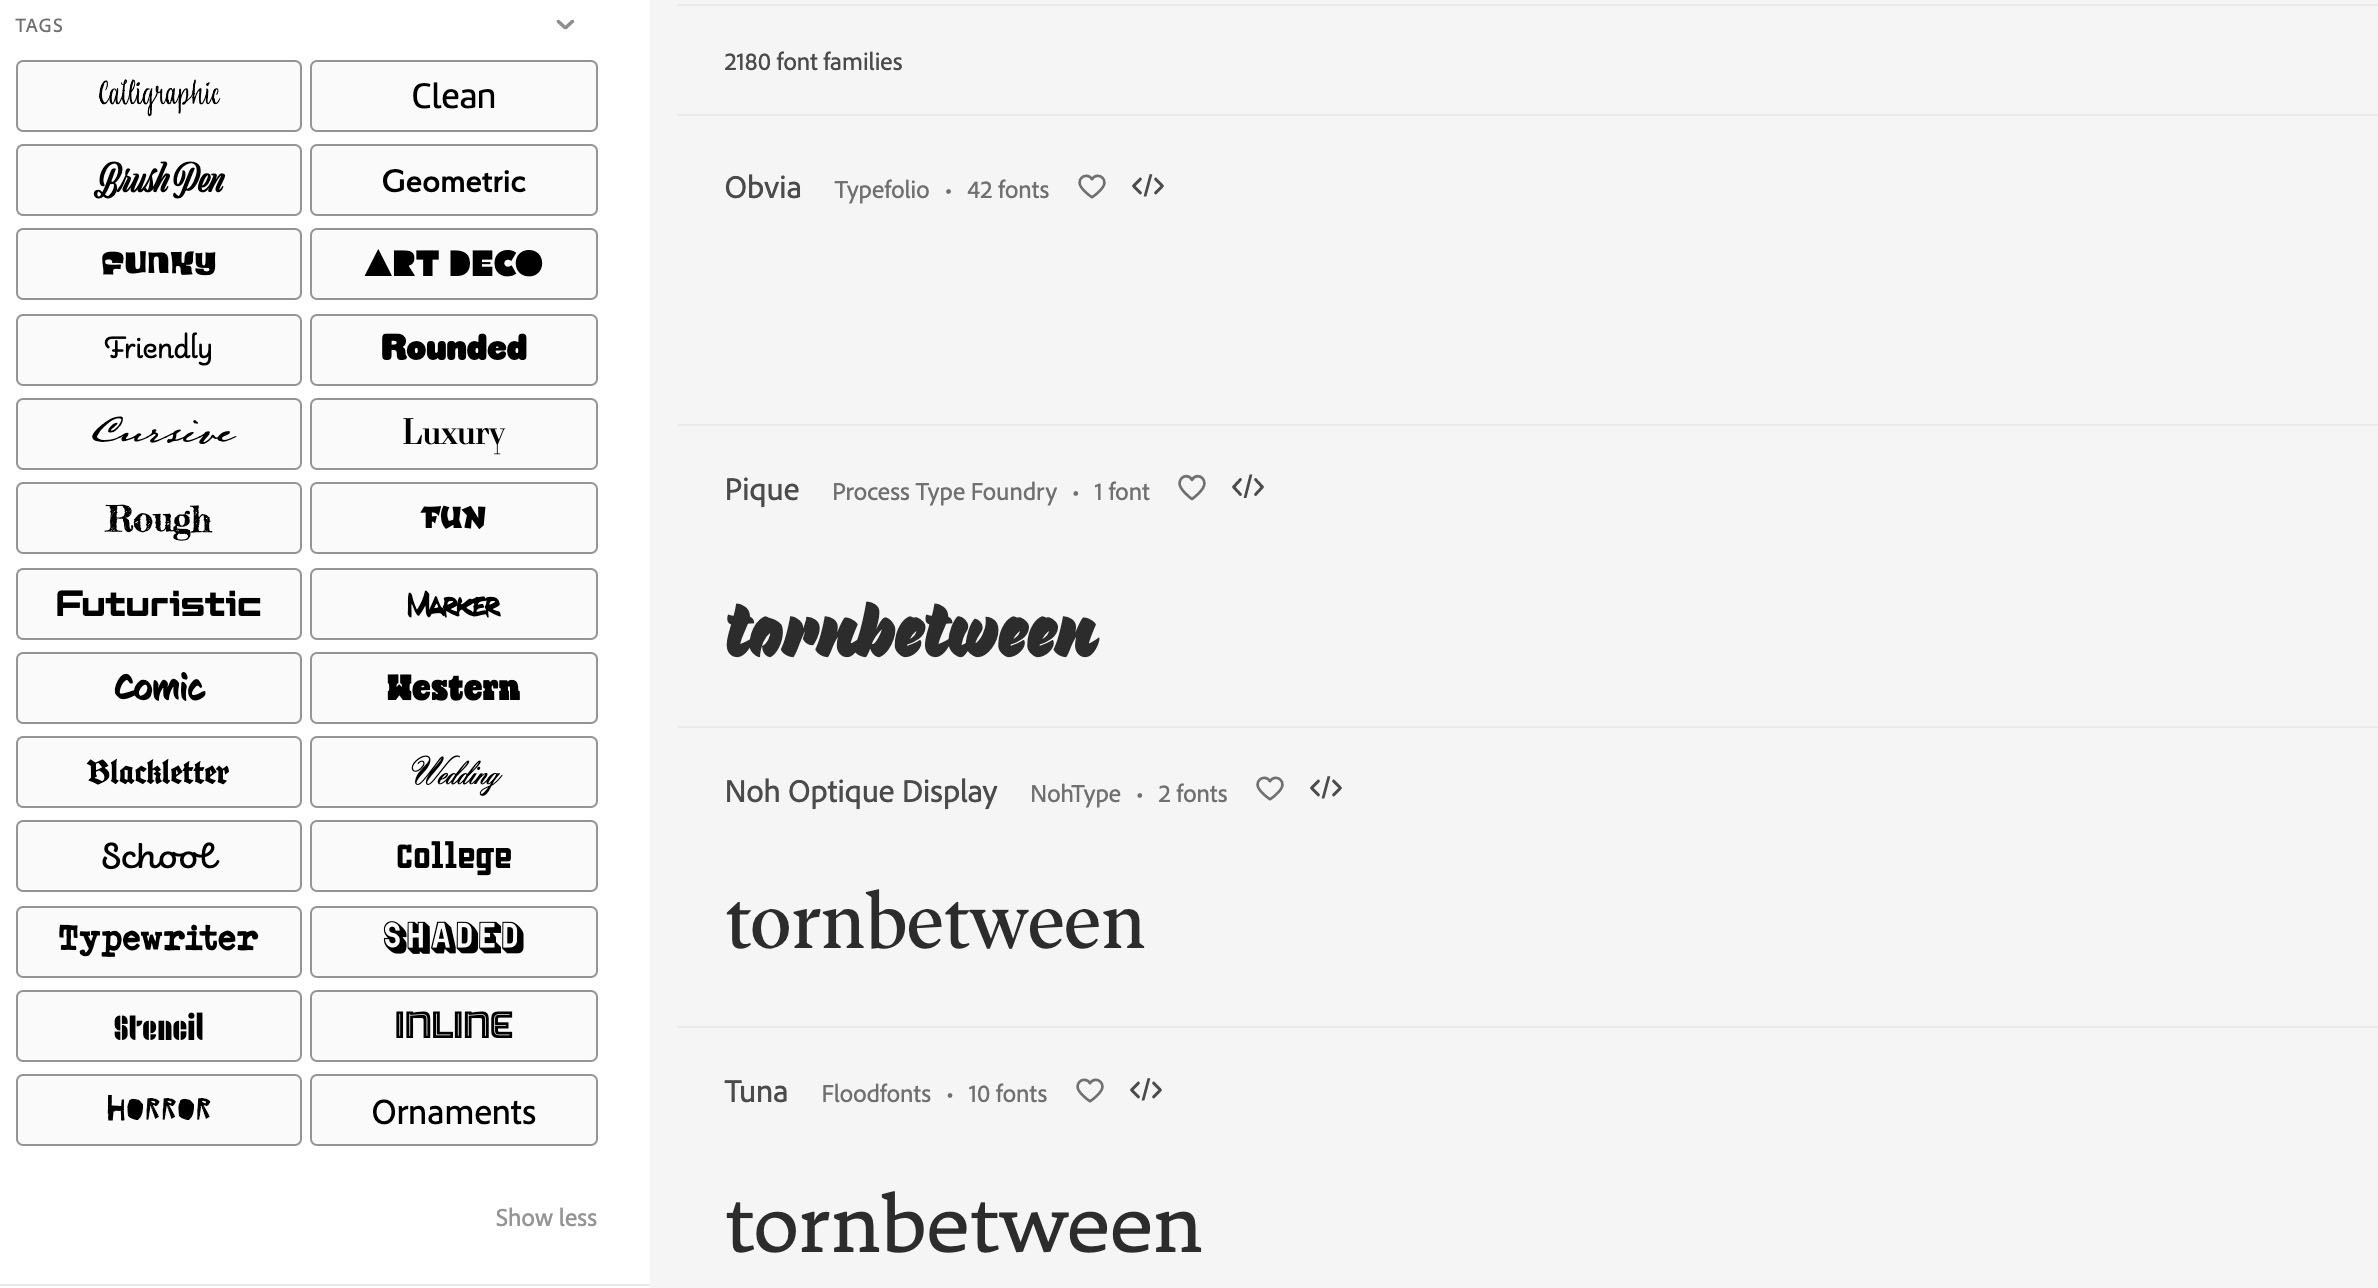 TAGS
Calligraphic
Clean
Brush Pen
Geometric
Funky
ART DECO
Friendly
Rounded
Cursive
Luxury
Rough
FUN
Futuristic
MARKER
Comic
Western
Blackletter
Wedding
School
College
Typewriter
SHADED
Stencil
INLINE
HORROR
Ornaments
Show less
2180 font families
Obvia Typefolio • 42 fonts </>
Pique Process Type Foundry • 1 font </>
tornbetween
Noh Optique Display NohType • 2 fonts </>
tornbetween
Tuna Floodfonts • 10 fonts </>
tornbetween